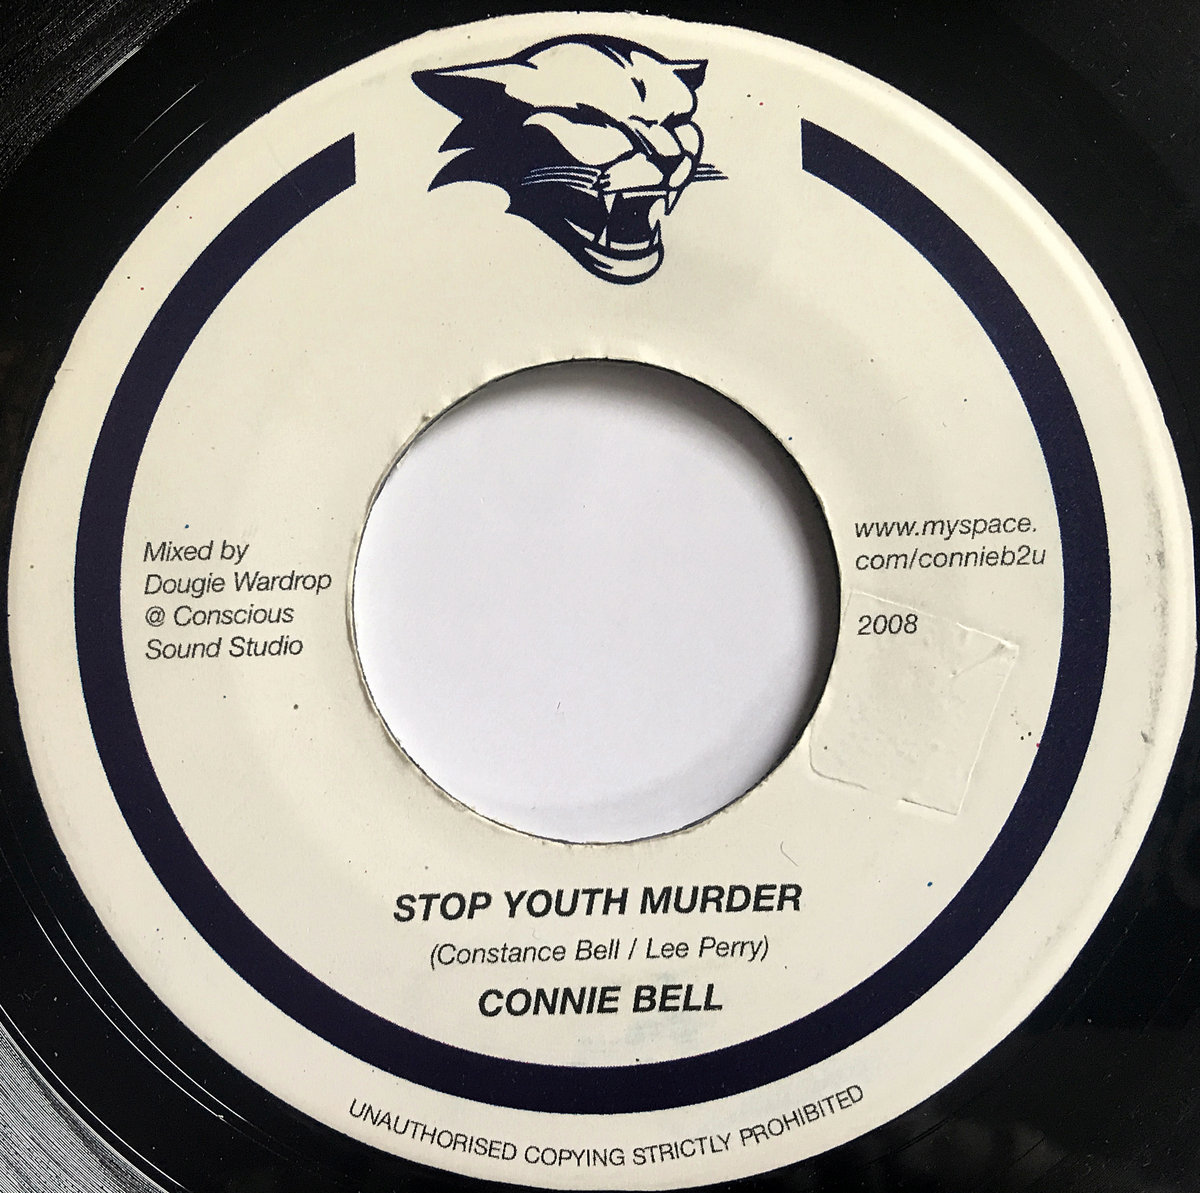 Mixed by
Dougie Wardrop
@ Conscious
Sound Studio
www.myspace.
com/connieb2u
2008
STOP YOUTH MURDER
(Constance Bell / Lee Perry)
CONNIE BELL
UNAUTHORISED COPYING STRICTLY PROHIBITED